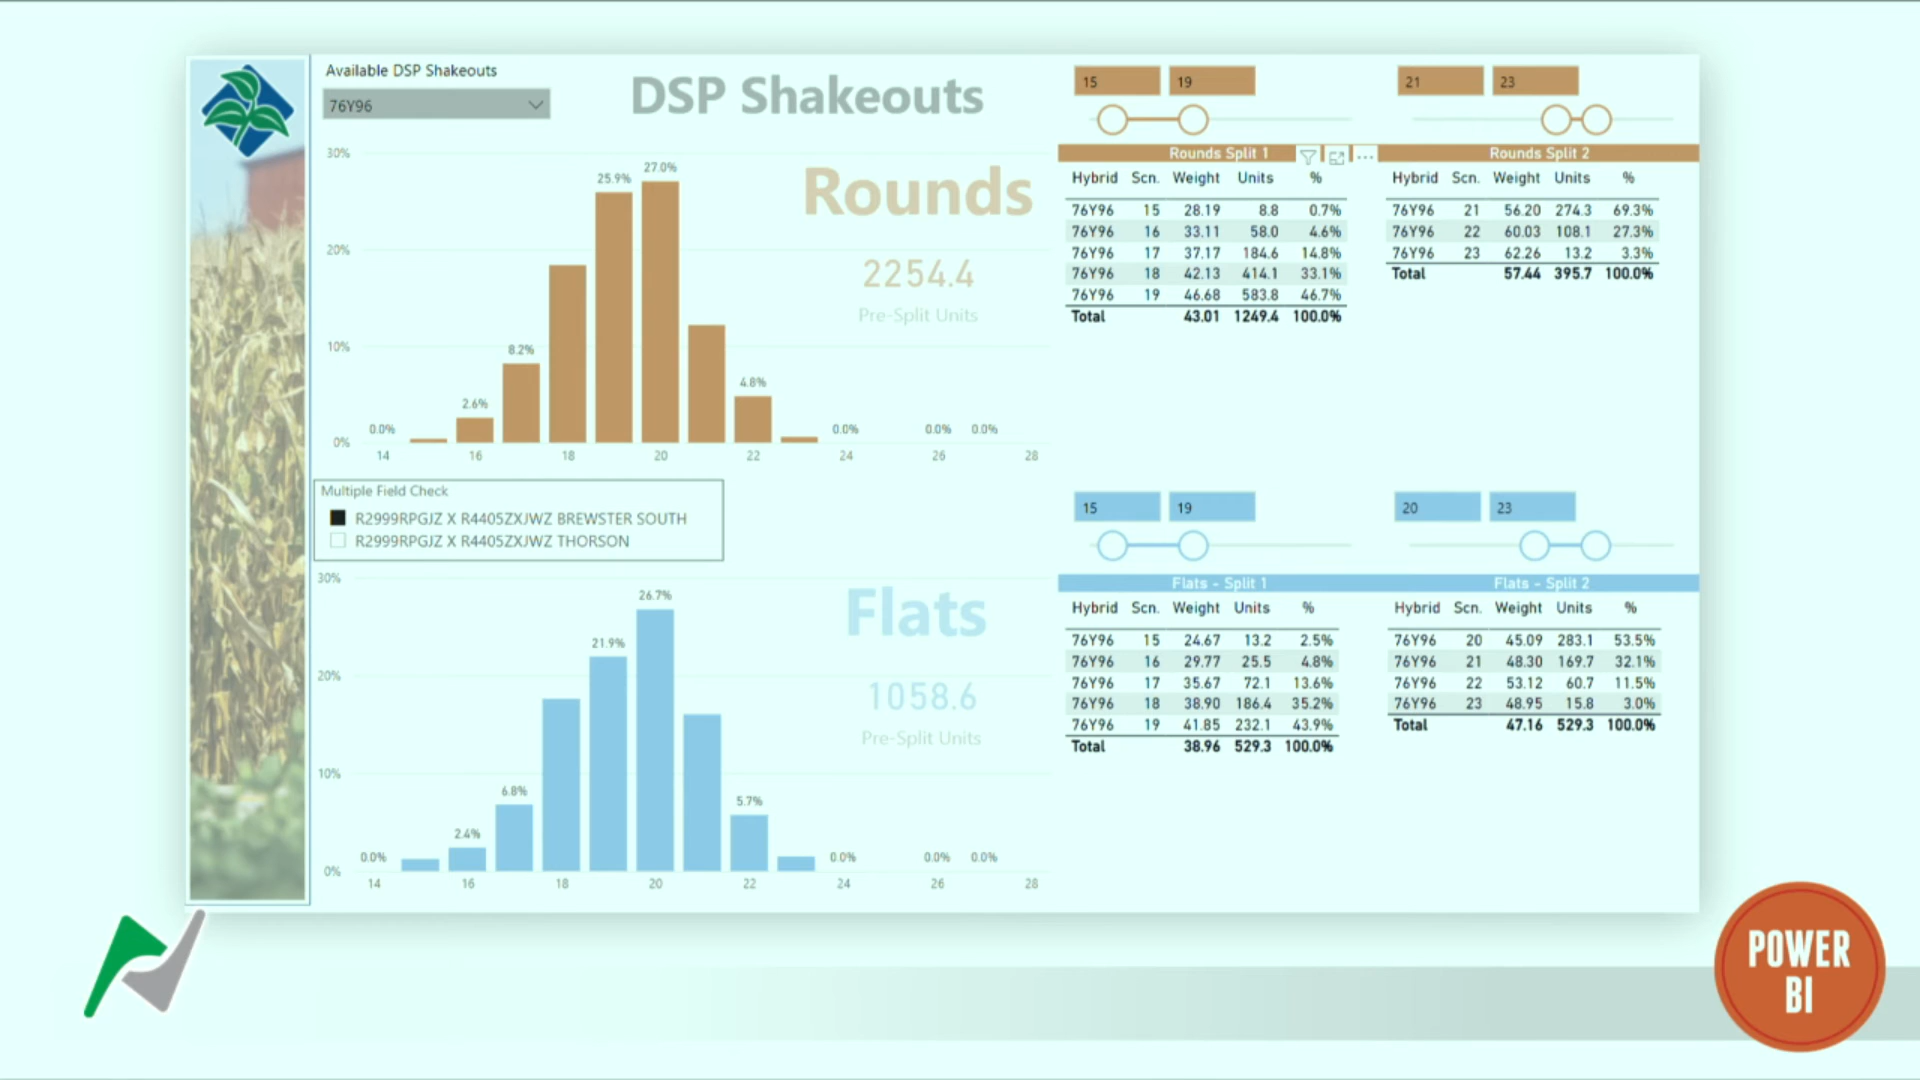 Available DSP Shakeouts
76Y96
DSP Shakeouts
Rounds
2254.4
Pre-Split Units
30%
20%
10%
0%
0.0%
2.6%
8.2%
25.9%
27.0%
4.8%
0.0%
0.0%
0.0%
14 16 18 20 22 24 26 28
15 19
Rounds Split 1
Hybrid Scn. Weight Units %
76Y96 15 28.19 8.8 0.7%
76Y96 16 33.11 58.0 4.6%
76Y96 17 37.17 184.6 14.8%
76Y96 18 42.13 414.1 33.1%
76Y96 19 46.68 583.8 46.7%
Total 43.01 1249.4 100.0%
21 23
Rounds Split 2
Hybrid Scn. Weight Units %
76Y96 21 56.20 274.3 69.3%
76Y96 22 60.03 108.1 27.3%
76Y96 23 62.26 13.2 3.3%
Total 57.44 395.7 100.0%
Multiple Field Check
R2999RPGJZ X R4405ZXJWZ BREWSTER SOUTH
R2999RPGJZ X R4405ZXJWZ THORSON
Flats
1058.6
Pre-Split Units
30%
20%
10%
0%
0.0%
2.4%
6.8%
21.9%
26.7%
5.7%
0.0%
0.0%
0.0%
14 16 18 20 22 24 26 28
15 19
Flats - Split 1
Hybrid Scn. Weight Units %
76Y96 15 24.67 13.2 2.5%
76Y96 16 29.77 25.5 4.8%
76Y96 17 35.67 72.1 13.6%
76Y96 18 38.90 186.4 35.2%
76Y96 19 41.85 232.1 43.9%
Total 38.96 529.3 100.0%
20 23
Flats - Split 2
Hybrid Scn. Weight Units %
76Y96 20 45.09 283.1 53.5%
76Y96 21 48.30 169.7 32.1%
76Y96 22 53.12 60.7 11.5%
76Y96 23 48.95 15.8 3.0%
Total 47.16 529.3 100.0%
POWER
BI